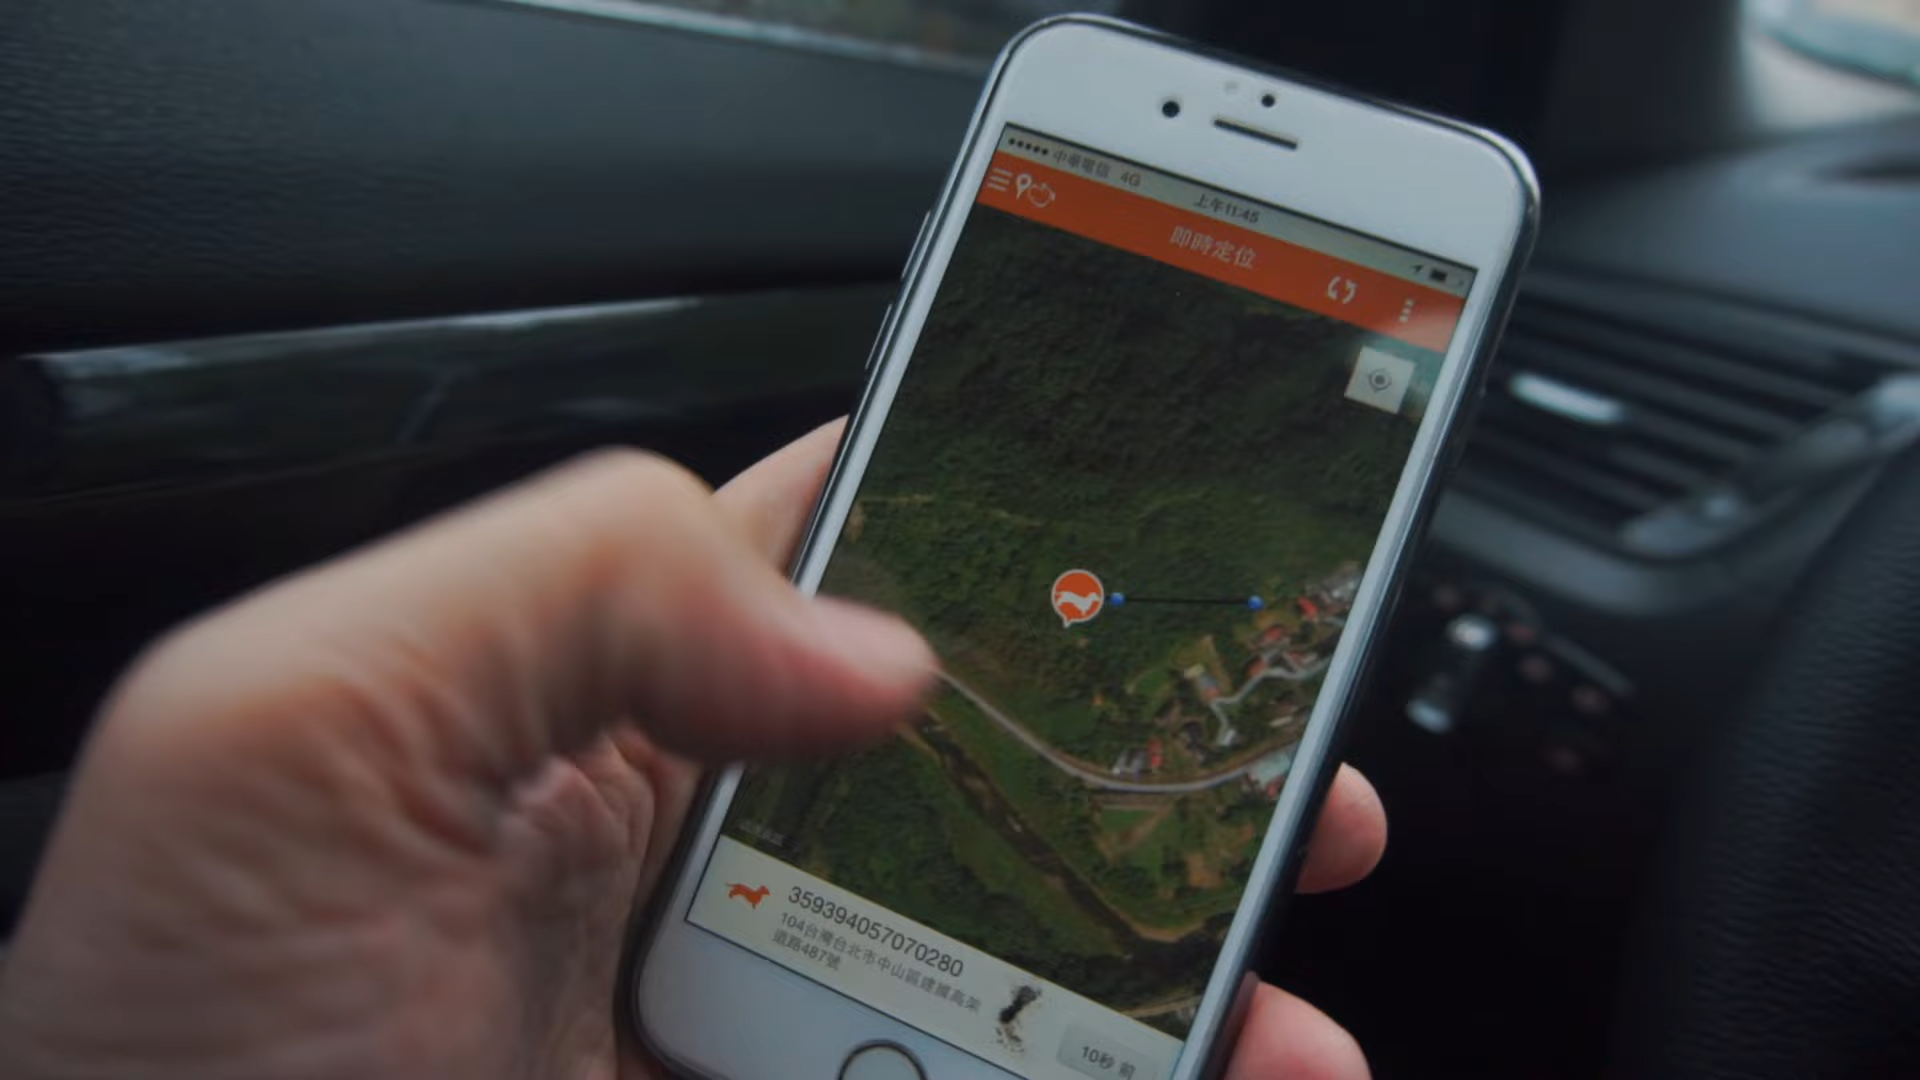 中華電信 4G
上午11:45
即時定位
359394057070280
104台灣台北市中山區建國高架
道路487號
10秒 前